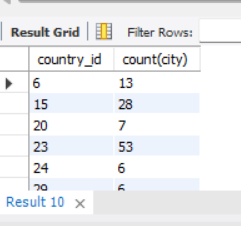 Result Grid Filter Rows:
country_id count(city)
6 13
15 28
20 7
23 53
24 6
29 6
Result 10